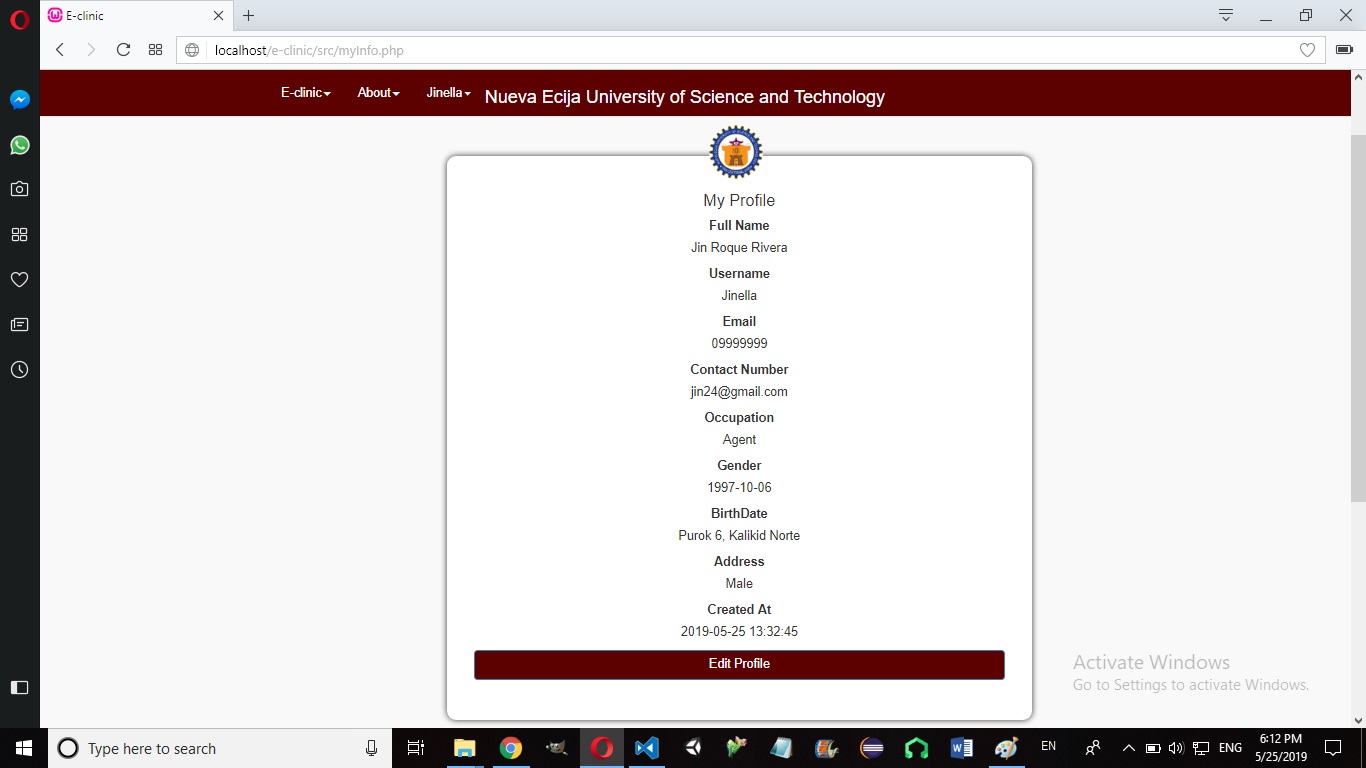 E-clinic
localhost/e-clinic/src/myInfo.php
E-clinic About Jinella Nueva Ecija University of Science and Technology
My Profile
Full Name
Jin Roque Rivera
Username
Jinella
Email
09999999
Contact Number
jin24@gmail.com
Occupation
Agent
Gender
1997-10-06
BirthDate
Purok 6, Kalikid Norte
Address
Male
Created At
2019-05-25 13:32:45
Edit Profile
Activate Windows
Go to Settings to activate Windows.
Type here to search
EN
ENG
6:12 PM
5/25/2019